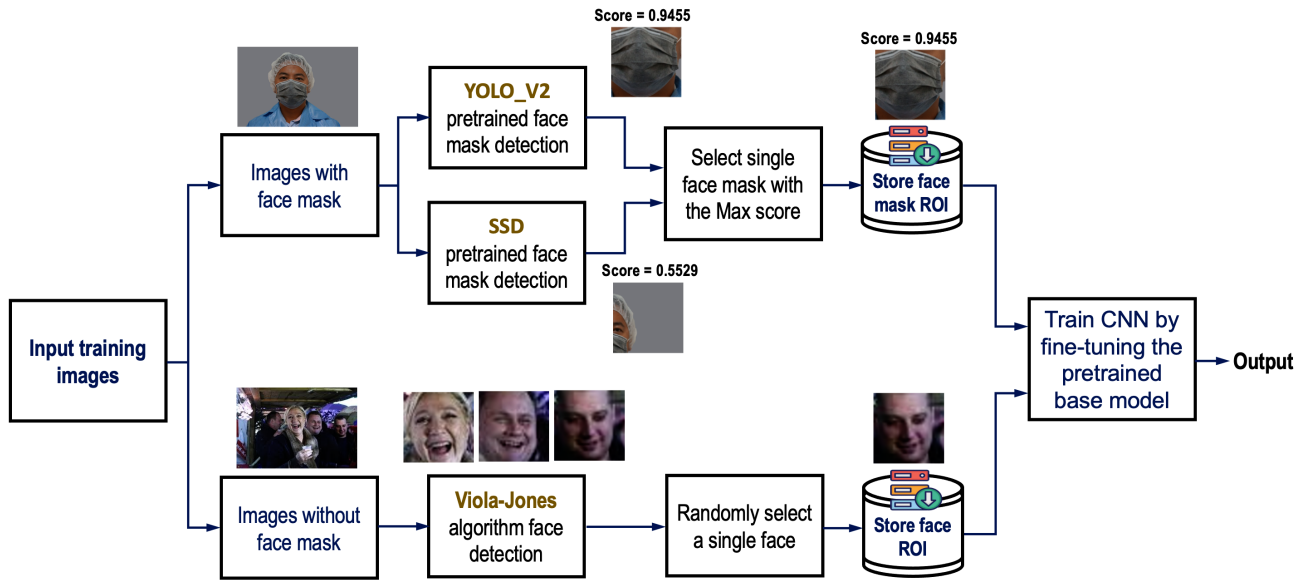 Score = 0.9455
Score = 0.9455
YOLO_V2
pretrained face
mask detection
Images with
face mask
Select single
face mask with
the Max score
Store face
mask ROI
SSD
pretrained face
mask detection
Score = 0.5529
Input training
images
Train CNN by
fine-tuning the
pretrained
base model
Output
Images without
face mask
Viola-Jones
algorithm face
detection
Randomly select
a single face
Store face
ROI